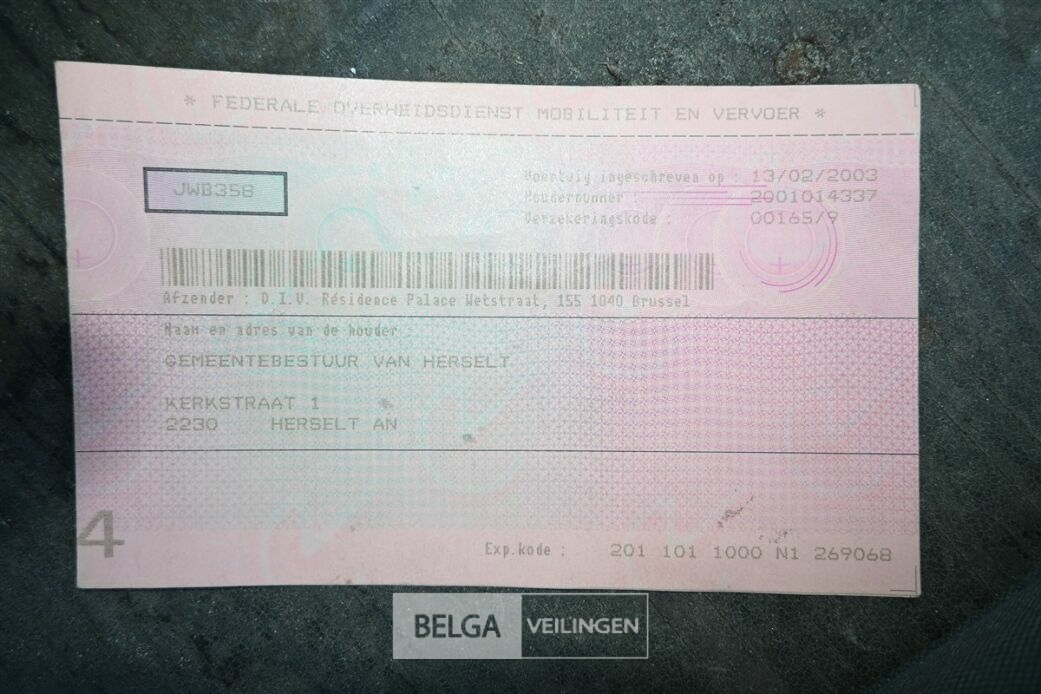 * FEDERALE OVERHEIDSDIENST MOBILITEIT EN VERVOER *
JWB358
Voertuig ingeschreven op : 13/02/2003
Houdernummer : 2001014337
Verzekeringskode : 00165/9
Afzender : D.I.V. Résidence Palace Wetstraat, 155 1040 Brussel
Naam en adres van de houder :
GEMEENTEBESTUUR VAN HERSELT
KERKSTRAAT 1
2230 HERSELT AN
4
Exp.kode : 201 101 1000 N1 269068
BELGA VEILINGEN